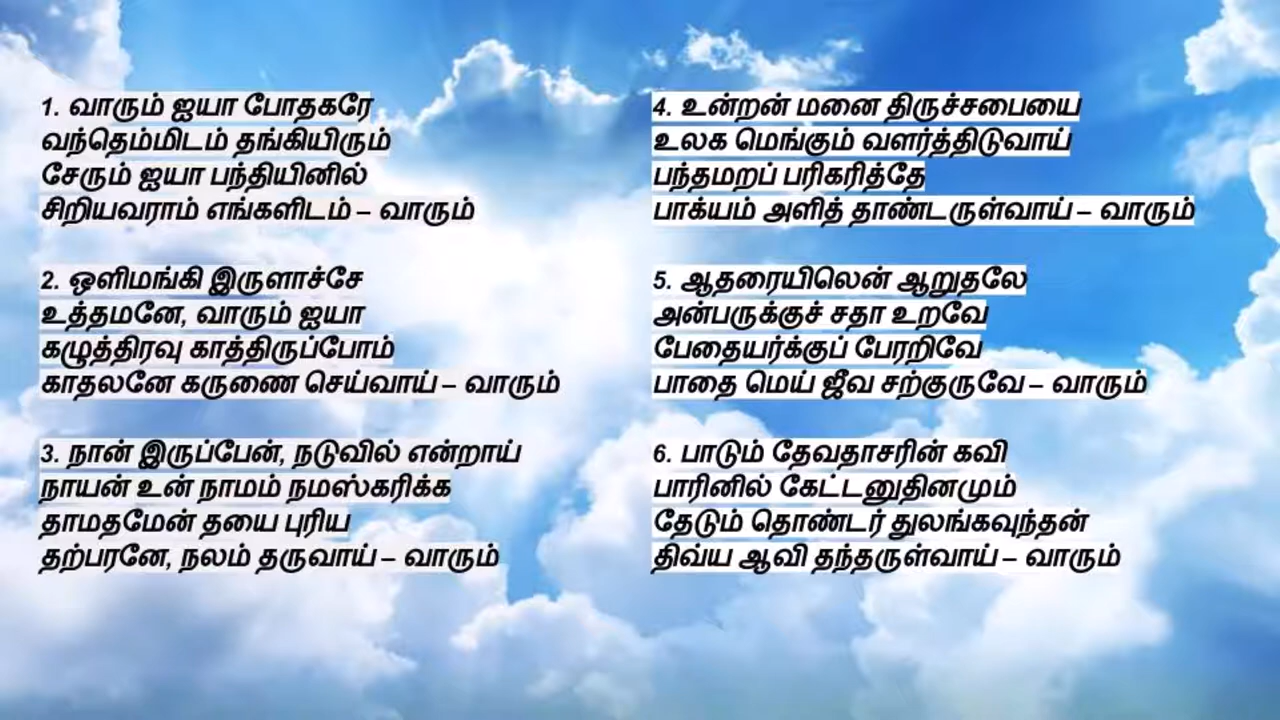 1. வாரும் ஐயா போதகரே
வந்தெம்மிடம் தங்கியிரும்
சேரும் ஐயா பந்தியினில்
சிறியவராம் எங்களிடம் – வாரும்
2. ஒளிமங்கி இருளாச்சே
உத்தமனே, வாரும் ஐயா
கழுத்திரவு காத்திருப்போம்
காதலனே கருணை செய்வாய் – வாரும்
3. நான் இருப்பேன், நடுவில் என்றாய்
நாயன் உன் நாமம் நமஸ்கரிக்க
தாமதமேன் தயை புரிய
தற்பரனே, நலம் தருவாய் – வாரும்
4. உன்றன் மனை திருச்சபையை
உலக மெங்கும் வளர்த்திடுவாய்
பந்தமறப் பரிகரித்தே
பாக்யம் அளித் தாண்டருள்வாய் – வாரும்
5. ஆதரையிலென் ஆறுதலே
அன்பருக்குச் சதா உறவே
பேதையர்க்குப் பேரறிவே
பாதை மெய் ஜீவ சற்குருவே – வாரும்
6. பாடும் தேவதாசரின் கவி
பாரினில் கேட்டனுதினமும்
தேடும் தொண்டர் துலங்கவுந்தன்
திவ்ய ஆவி தந்தருள்வாய் – வாரும்